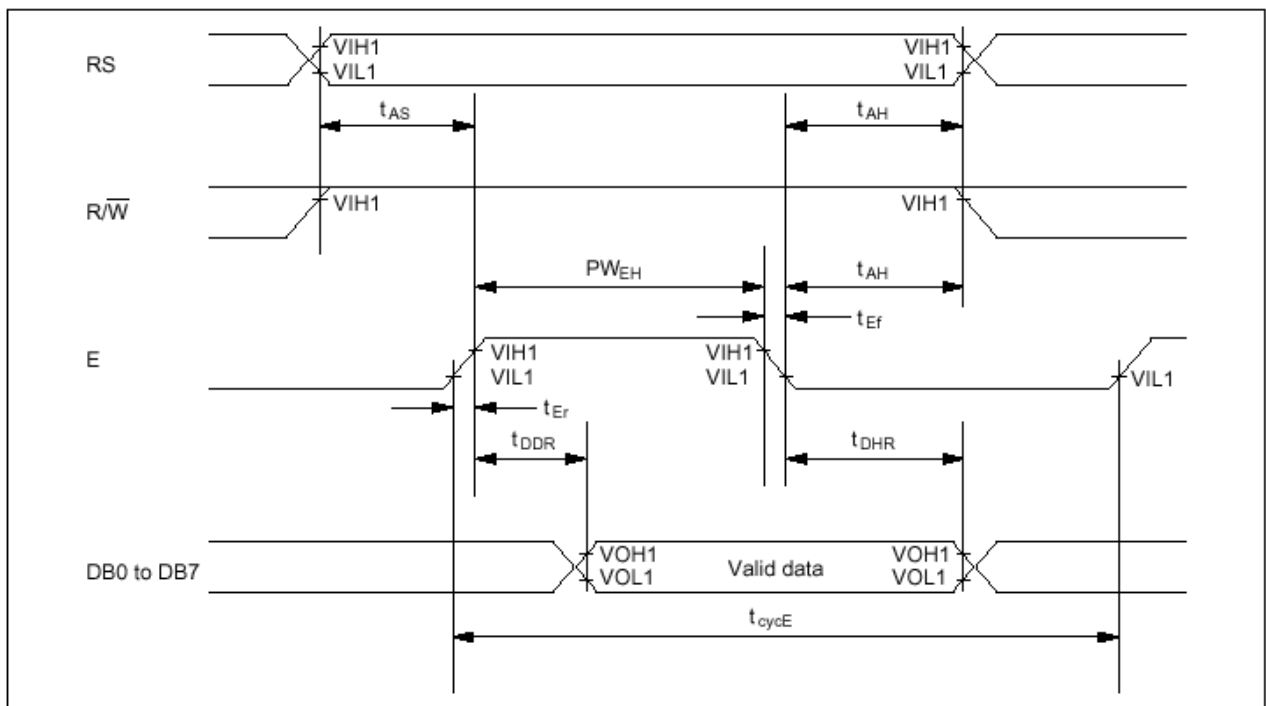 RS
VIH1
VIL1
VIH1
VIL1
tAS
tAH
R/W̅
VIH1
VIH1
PWEH
tAH
tEf
E
VIH1
VIL1
VIH1
VIL1
VIL1
tEr
tDDR
tDHR
DB0 to DB7
VOH1
VOL1
Valid data
VOH1
VOL1
tcycE